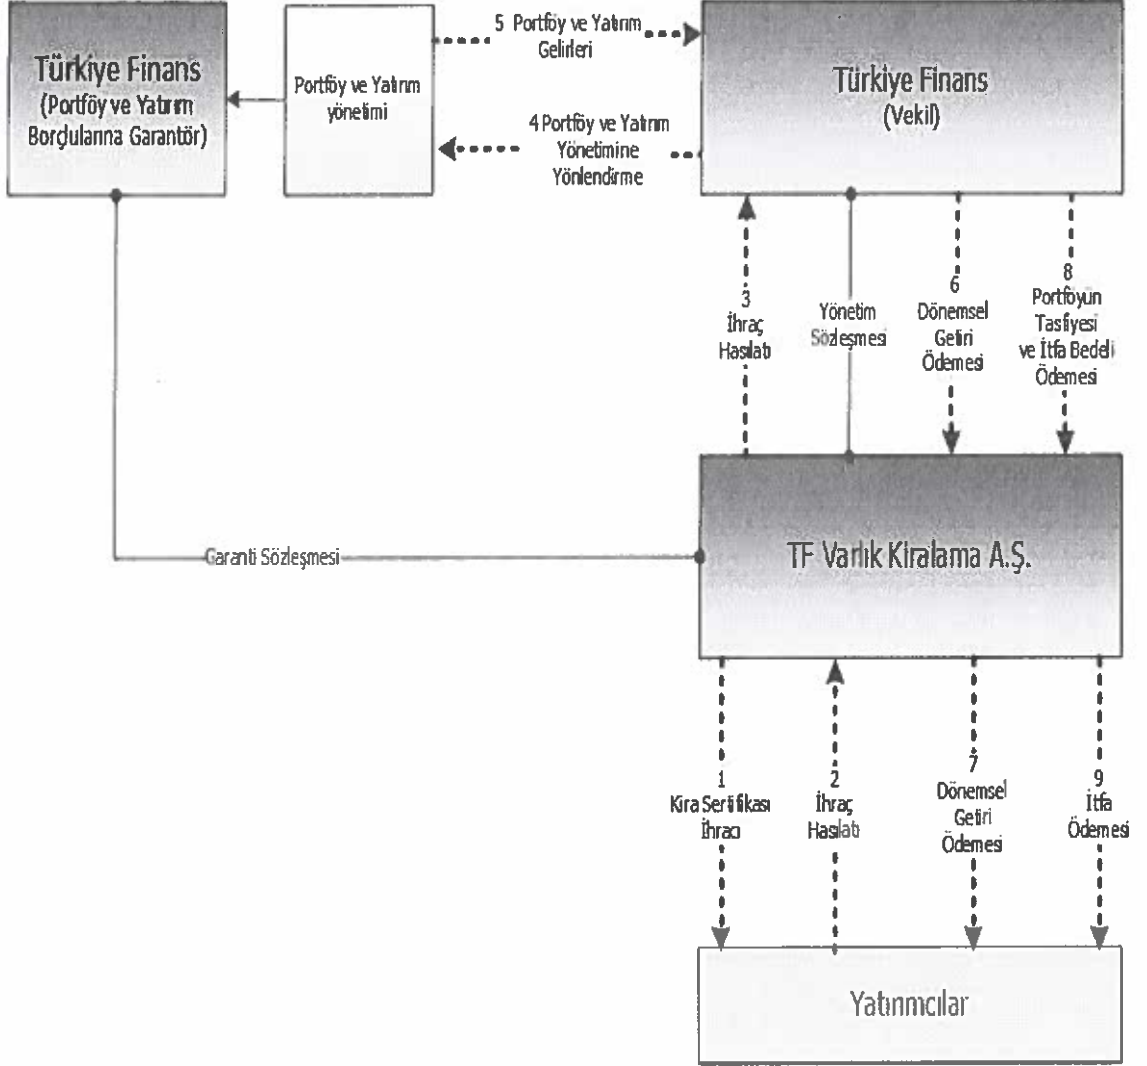 Türkiye Finans
(Portföy ve Yatırım
Borçlularına Garantör)
Portföy ve Yatırım
yönetimi
5 Portföy ve Yatırım
Gelirleri
4 Portföy ve Yatırım
Yönetimine
Yönlendirme
Türkiye Finans
(Vekil)
3
İhraç
Hasılatı
Yönetim
Sözleşmesi
6
Dönemsel
Getiri
Ödemesi
8
Portföyün
Tasfiyesi
ve İtfa Bedeli
Ödemesi
Garanti Sözleşmesi
TF Varlık Kiralama A.Ş.
1
Kira Sertifikası
İhracı
2
İhraç
Hasılatı
7
Dönemsel
Getiri
Ödemesi
9
İtfa
Ödemesi
Yatırımcılar